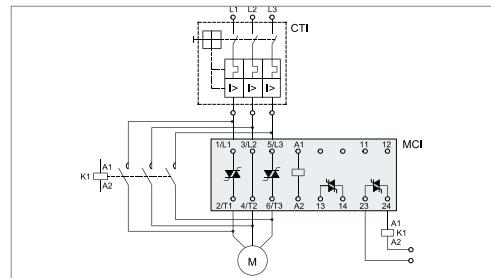 L1 L2 L3
CTI
I> I> I>
1/L1 3/L2 5/L3 A1 11 12 MCI
K1 A1 A2
2/T1 4/T2 6/T3 A2 13 14 23 24
A1
K1
A2
M